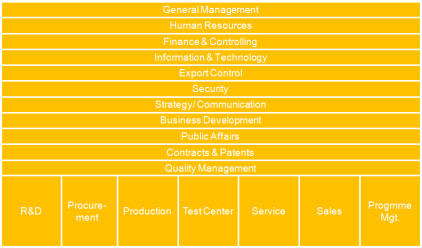 General Management
Human Resources
Finance & Controlling
Information & Technology
Export Control
Security
Strategy/ Communication
Business Development
Public Affairs
Contracts & Patents
Quality Management
R&D
Procure-
ment
Production
Test Center
Service
Sales
Progmme
Mgt.